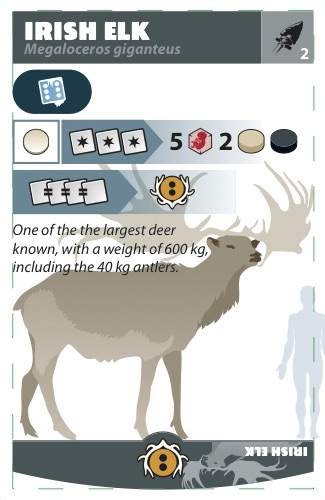 IRISH ELK
Megaloceros giganteus
2
5 2
One of the the largest deer
known, with a weight of 600 kg,
including the 40 kg antlers.
IRISH ELK